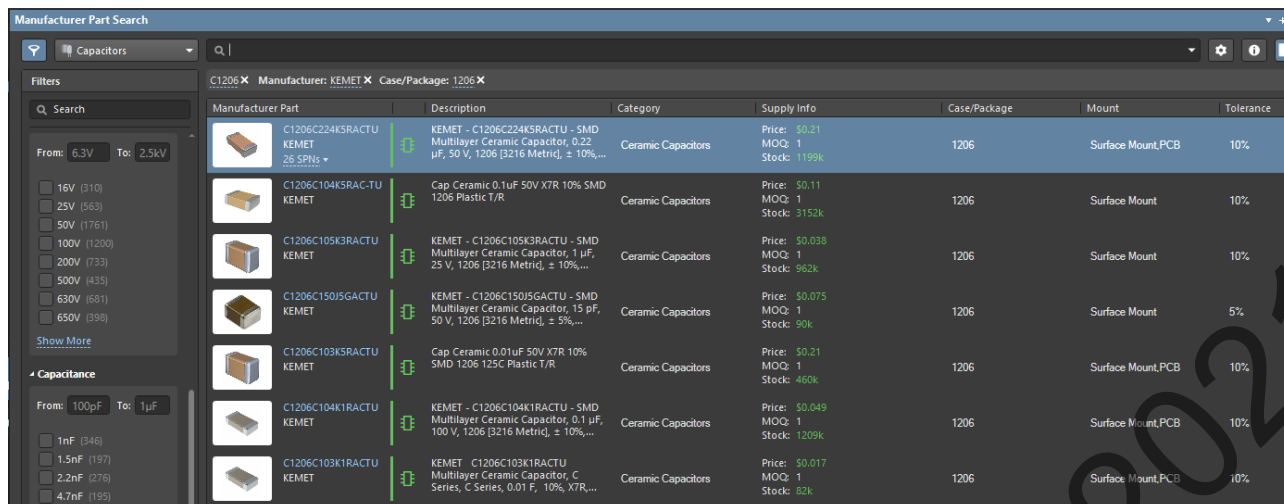 Manufacturer Part Search
Capacitors
Filters
C1206 Manufacturer: KEMET Case/Package: 1206
Search
Manufacturer Part Description Category Supply Info Case/Package Mount Tolerance
From: 6.3V To: 2.5kV
16V (310)
25V (563)
50V (1761)
100V (1200)
200V (733)
500V (435)
630V (681)
650V (398)
Show More
Capacitance
From: 100pF To: 1µF
1nF (346)
1.5nF (197)
2.2nF (276)
4.7nF (195)
C1206C224K5RACTU
KEMET
26 SPNs
KEMET - C1206C224K5RACTU - SMD
Multilayer Ceramic Capacitor, 0.22
µF, 50 V, 1206 [3216 Metric], ± 10%,...
Ceramic Capacitors
Price: $0.21
MOQ: 1
Stock: 1199k
1206
Surface Mount,PCB
10%
C1206C104K5RAC-TU
KEMET
Cap Ceramic 0.1uF 50V X7R 10% SMD
1206 Plastic T/R
Ceramic Capacitors
Price: $0.11
MOQ: 1
Stock: 3152k
1206
Surface Mount
10%
C1206C105K3RACTU
KEMET
KEMET - C1206C105K3RACTU - SMD
Multilayer Ceramic Capacitor, 1 µF,
25 V, 1206 [3216 Metric], ± 10%,...
Ceramic Capacitors
Price: $0.038
MOQ: 1
Stock: 962k
1206
Surface Mount
10%
C1206C150J5GACTU
KEMET
KEMET - C1206C150J5GACTU - SMD
Multilayer Ceramic Capacitor, 15 pF,
50 V, 1206 [3216 Metric], ± 5%,...
Ceramic Capacitors
Price: $0.075
MOQ: 1
Stock: 90k
1206
Surface Mount
5%
C1206C103K5RACTU
KEMET
Cap Ceramic 0.01uF 50V X7R 10%
SMD 1206 125C Plastic T/R
Ceramic Capacitors
Price: $0.21
MOQ: 1
Stock: 460k
1206
Surface Mount,PCB
10%
C1206C104K1RACTU
KEMET
KEMET - C1206C104K1RACTU - SMD
Multilayer Ceramic Capacitor, 0.1 µF,
100 V, 1206 [3216 Metric], ± 10%,...
Ceramic Capacitors
Price: $0.049
MOQ: 1
Stock: 1209k
1206
Surface Mount,PCB
10%
C1206C103K1RACTU
KEMET
KEMET C1206C103K1RACTU
Multilayer Ceramic Capacitor, C
Series, C Series, 0.01 F, 10%, X7R,...
Ceramic Capacitors
Price: $0.017
MOQ: 1
Stock: 82k
1206
Surface Mount,PCB
10%
202